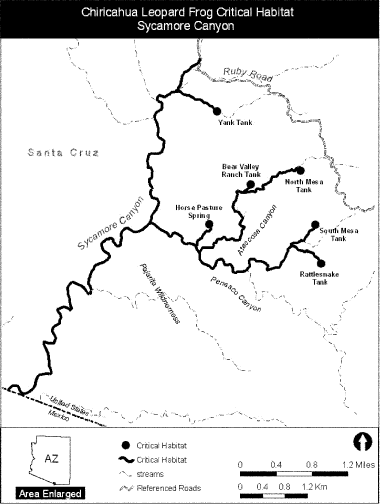 Chiricahua Leopard Frog Critical Habitat
Sycamore Canyon
Ruby Road
Yank Tank
Santa Cruz
Bear Valley
Ranch Tank
North Mesa
Tank
Horse Pasture
Spring
Sycamore Canyon
Atascosa Canyon
South Mesa
Tank
Rattlesnake
Tank
Penasco Canyon
Pajarita Wilderness
United States
Mexico
AZ
Area Enlarged
Critical Habitat
Critical Habitat
streams
Referenced Roads
0 0.4 0.8 1.2 Miles
0 0.4 0.8 1.2 Km